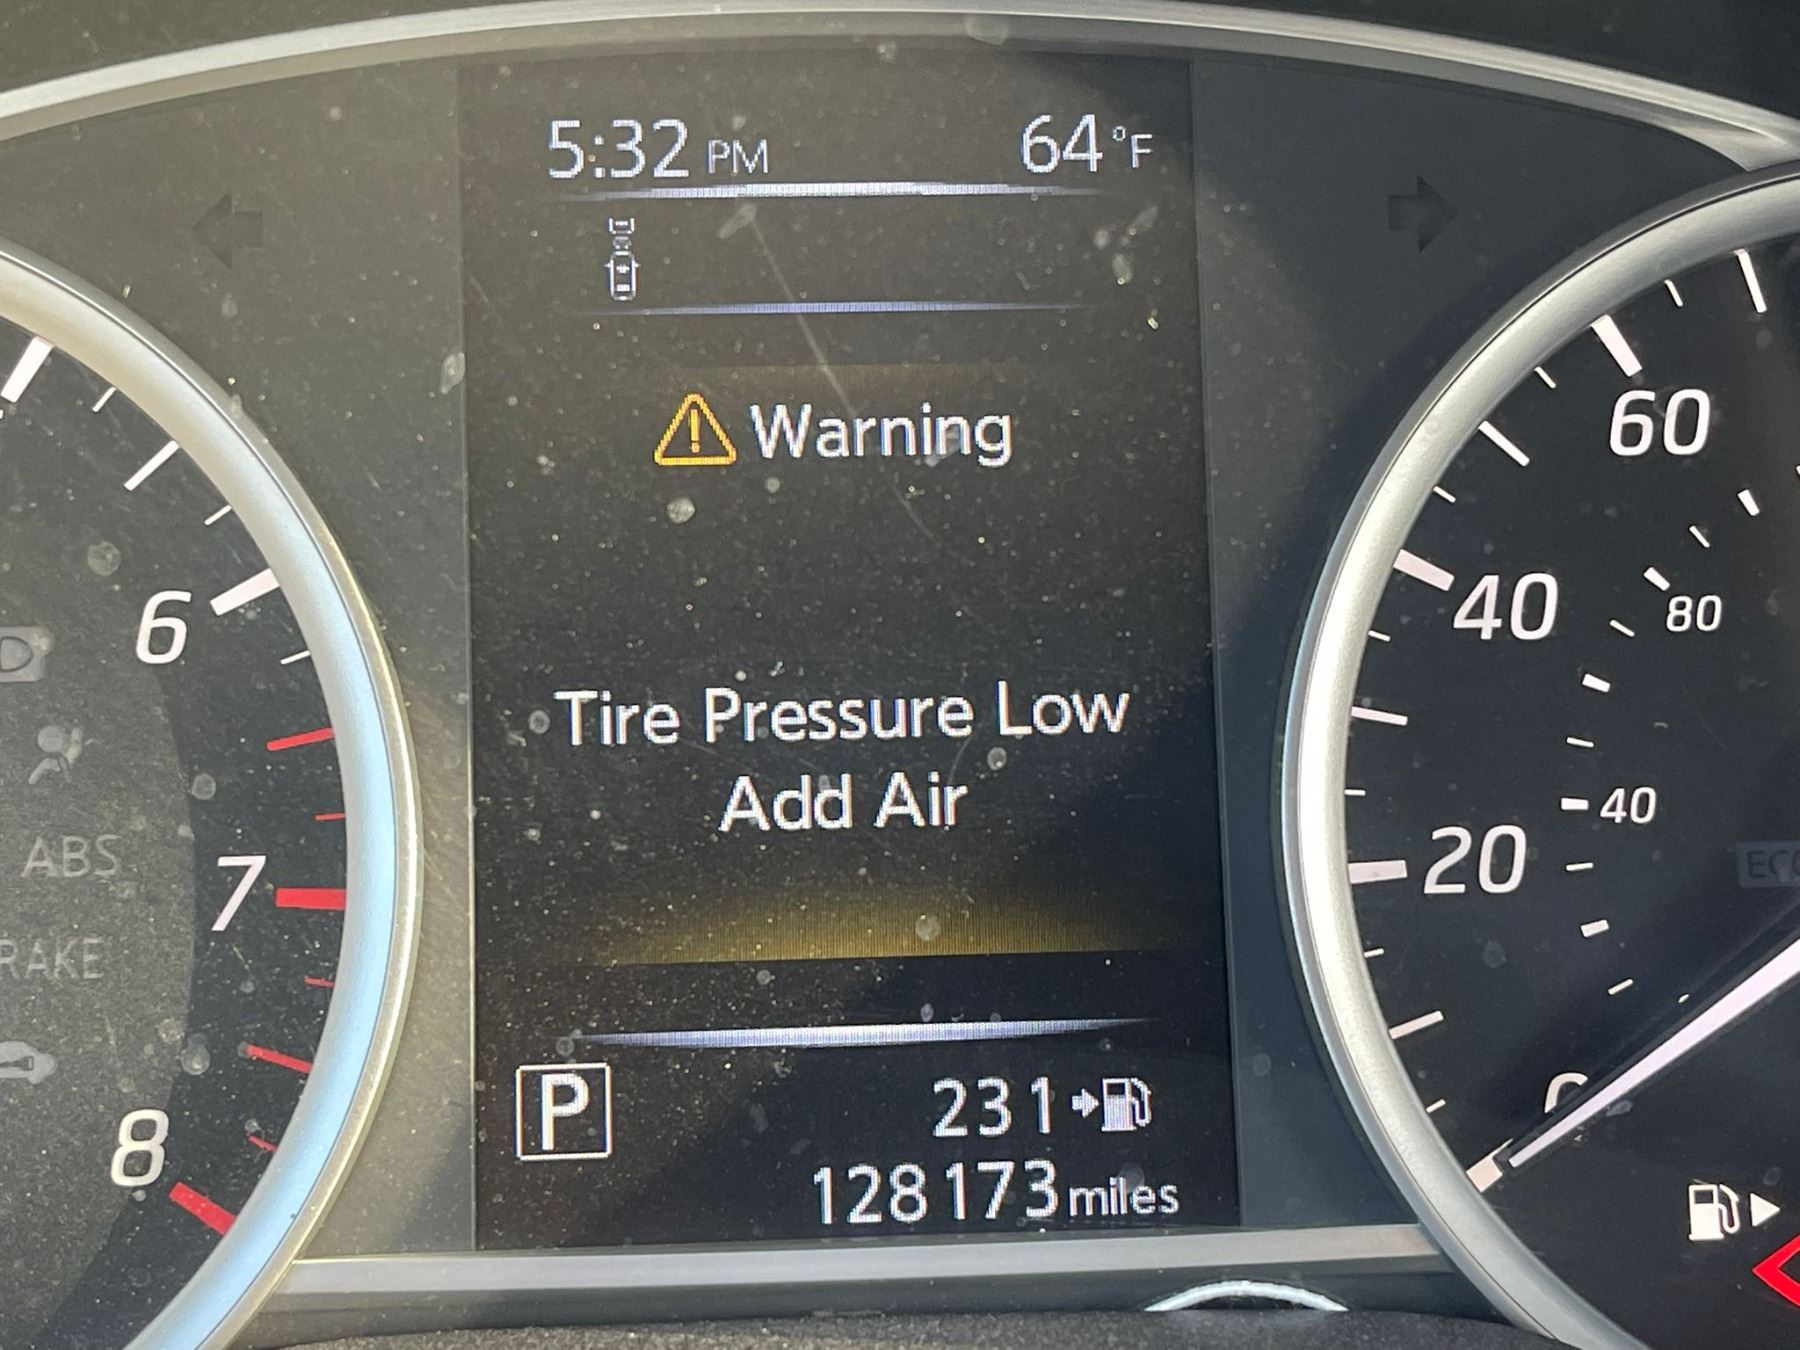 5:32 PM 64°F
Warning
Tire Pressure Low
Add Air
P
231
128173 miles
6
ABS
7
RAKE
8
60
40
80
20
40
0